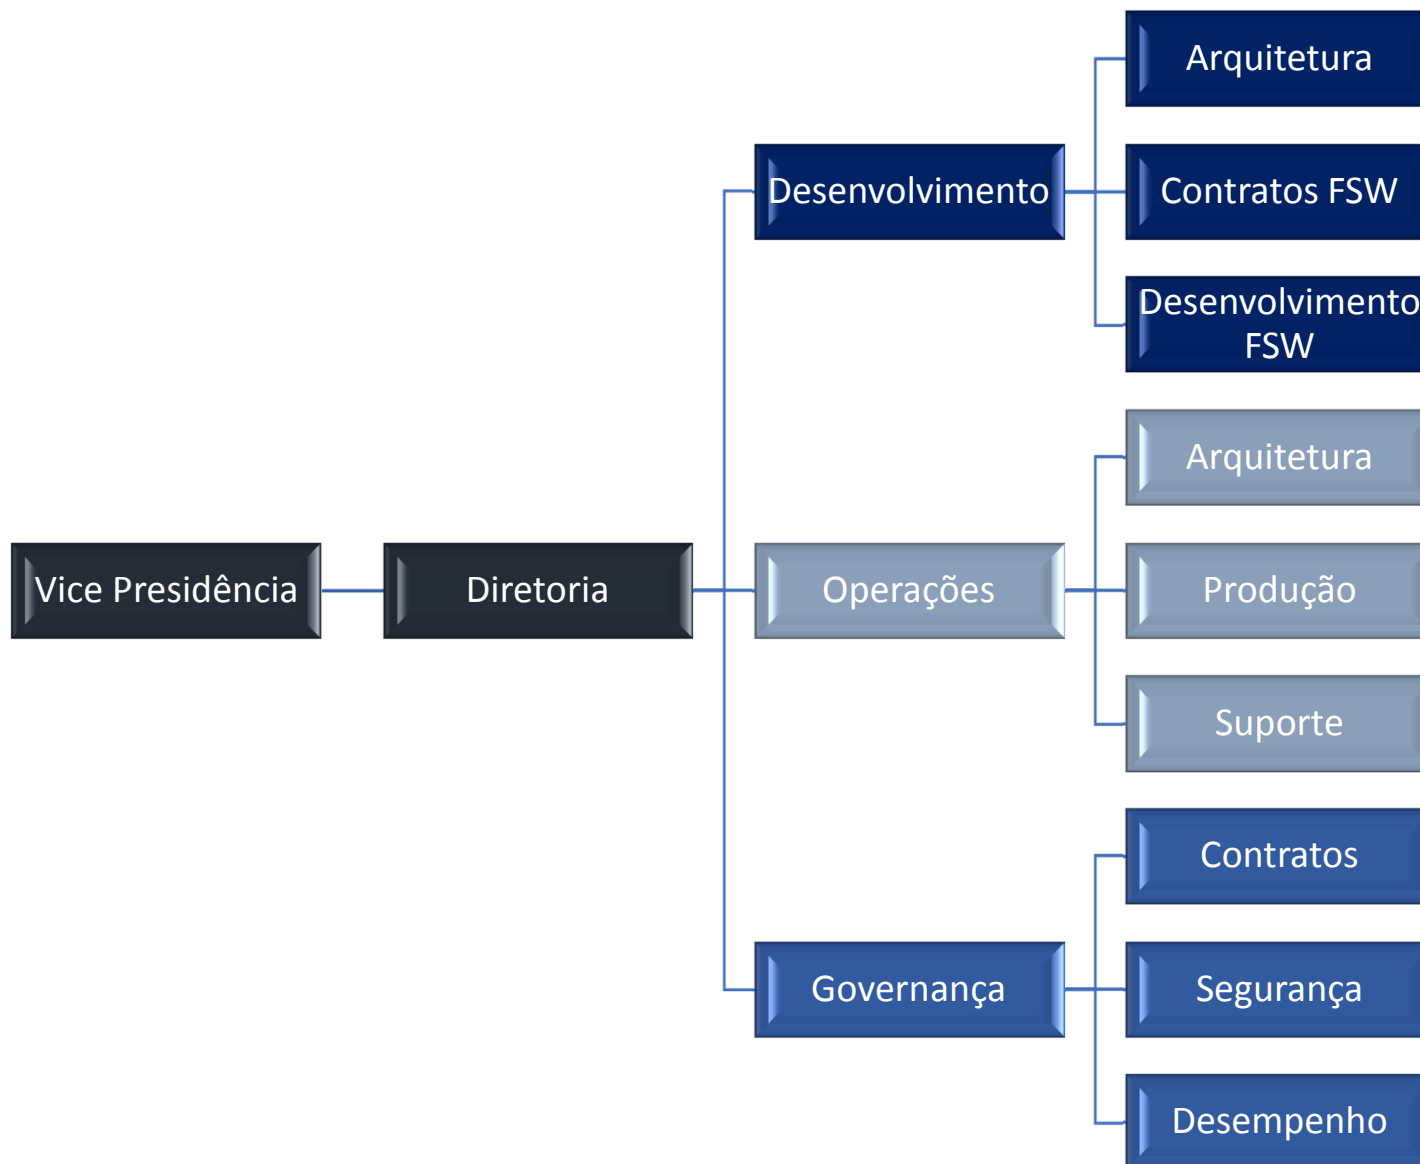 Vice Presidência
Diretoria
Desenvolvimento
Arquitetura
Contratos FSW
Desenvolvimento
FSW
Operações
Arquitetura
Produção
Suporte
Governança
Contratos
Segurança
Desempenho